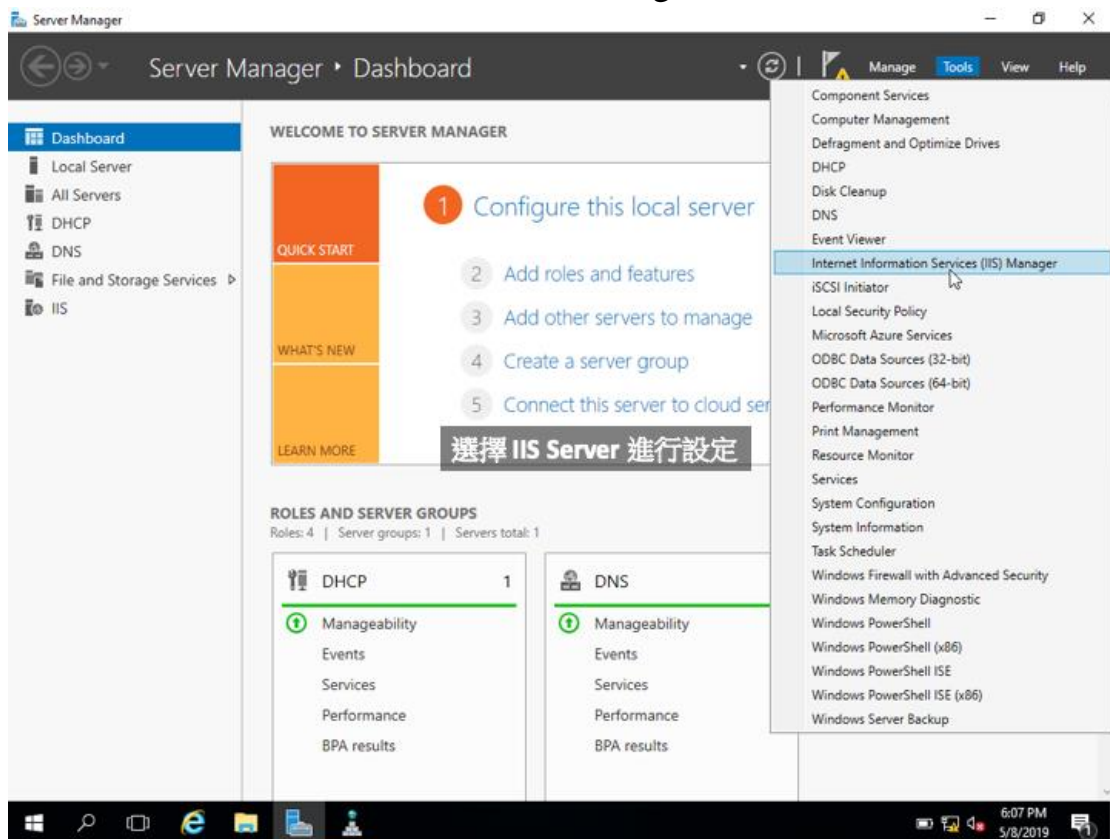 Server Manager
Server Manager • Dashboard
Manage Tools View Help
Dashboard
Local Server
All Servers
DHCP
DNS
File and Storage Services
IIS
WELCOME TO SERVER MANAGER
QUICK START
WHAT'S NEW
LEARN MORE
1 Configure this local server
2 Add roles and features
3 Add other servers to manage
4 Create a server group
5 Connect this server to cloud ser
選擇 IIS Server 進行設定
ROLES AND SERVER GROUPS
Roles: 4 | Server groups: 1 | Servers total: 1
DHCP 1
Manageability
Events
Services
Performance
BPA results
DNS
Manageability
Events
Services
Performance
BPA results
Component Services
Computer Management
Defragment and Optimize Drives
DHCP
Disk Cleanup
DNS
Event Viewer
Internet Information Services (IIS) Manager
iSCSI Initiator
Local Security Policy
Microsoft Azure Services
ODBC Data Sources (32-bit)
ODBC Data Sources (64-bit)
Performance Monitor
Print Management
Resource Monitor
Services
System Configuration
System Information
Task Scheduler
Windows Firewall with Advanced Security
Windows Memory Diagnostic
Windows PowerShell
Windows PowerShell (x86)
Windows PowerShell ISE
Windows PowerShell ISE (x86)
Windows Server Backup
6:07 PM
5/8/2019